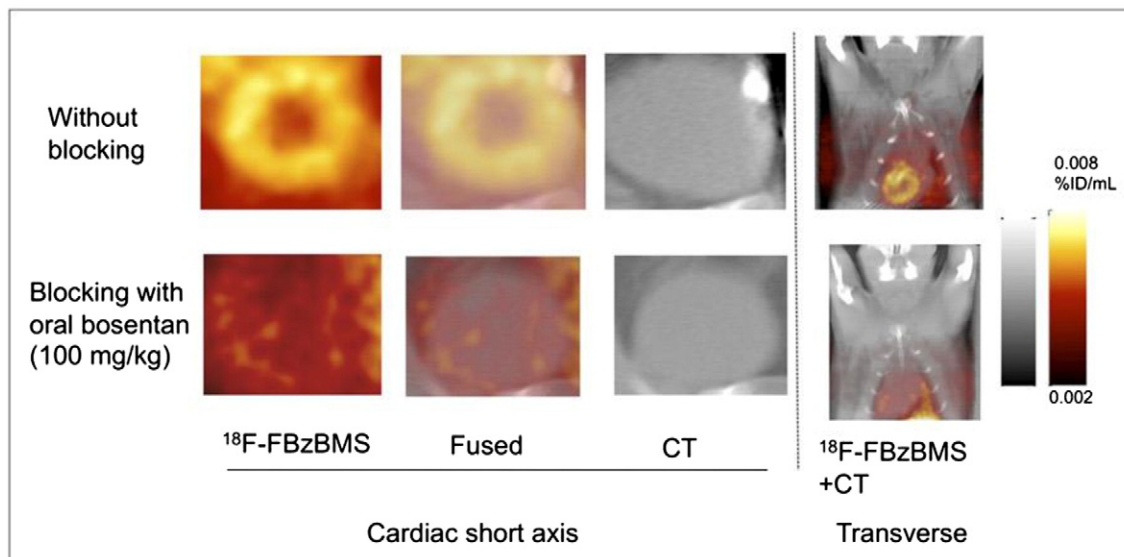 Without
blocking
0.008
%ID/mL
Blocking with
oral bosentan
(100 mg/kg)
0.002
¹⁸F-FBzBMS
Fused
CT
¹⁸F-FBzBMS
+CT
Cardiac short axis
Transverse